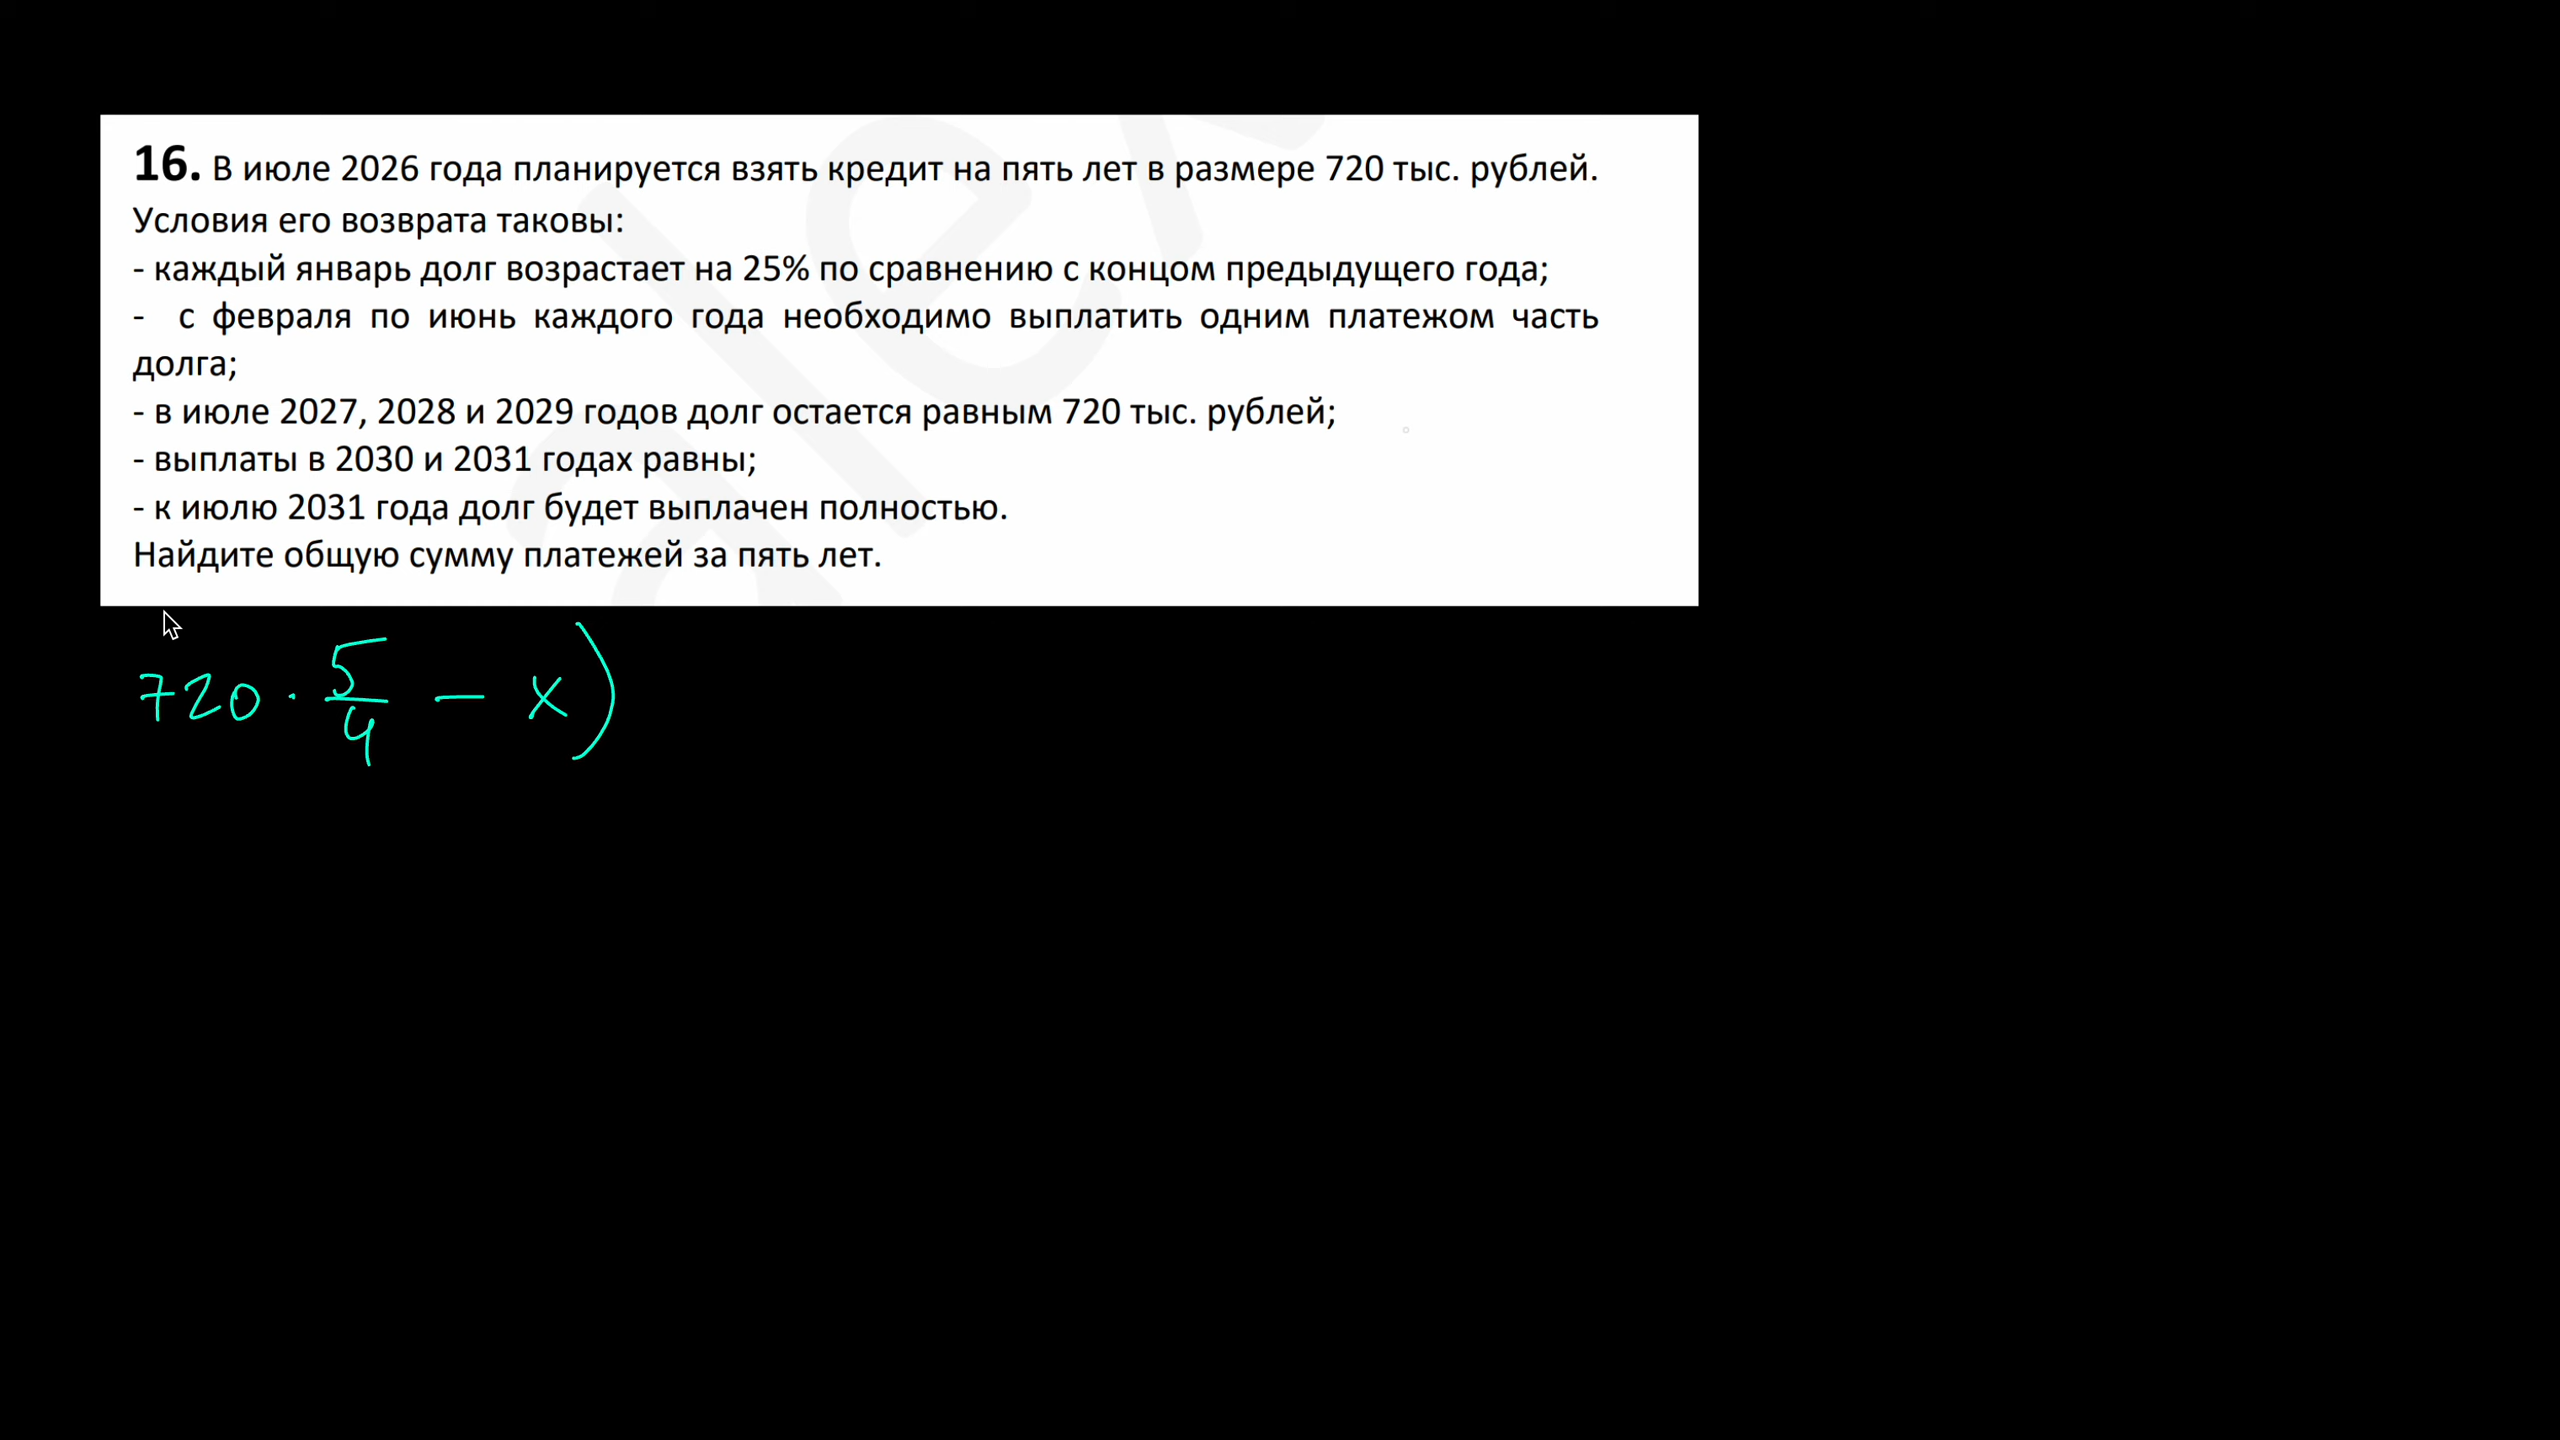 16. В июле 2026 года планируется взять кредит на пять лет в размере 720 тыс. рублей.
Условия его возврата таковы:
- каждый январь долг возрастает на 25% по сравнению с концом предыдущего года;
- с февраля по июнь каждого года необходимо выплатить одним платежом часть
долга;
- в июле 2027, 2028 и 2029 годов долг остается равным 720 тыс. рублей;
- выплаты в 2030 и 2031 годах равны;
- к июлю 2031 года долг будет выплачен полностью.
Найдите общую сумму платежей за пять лет.
720 · 5/4 − x)